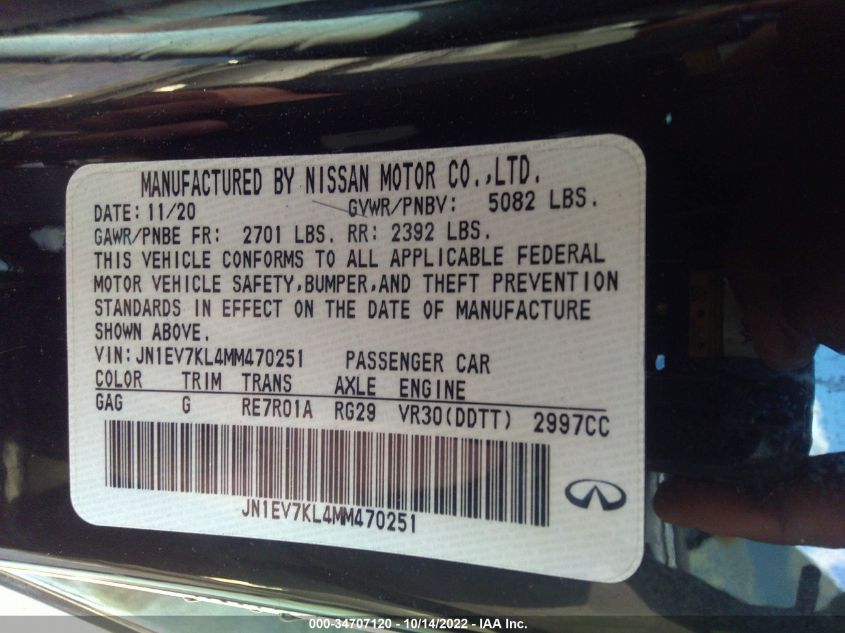 MANUFACTURED BY NISSAN MOTOR CO.,LTD.
DATE: 11/20 GVWR/PNBV: 5082 LBS.
GAWR/PNBE FR: 2701 LBS. RR: 2392 LBS.
THIS VEHICLE CONFORMS TO ALL APPLICABLE FEDERAL
MOTOR VEHICLE SAFETY,BUMPER,AND THEFT PREVENTION
STANDARDS IN EFFECT ON THE DATE OF MANUFACTURE
SHOWN ABOVE.
VIN: JN1EV7KL4MM470251 PASSENGER CAR
COLOR TRIM TRANS AXLE ENGINE
GAG G RE7R01A RG29 VR30(DDTT) 2997CC
JN1EV7KL4MM470251
000-34707120 - 10/14/2022 - IAA Inc.